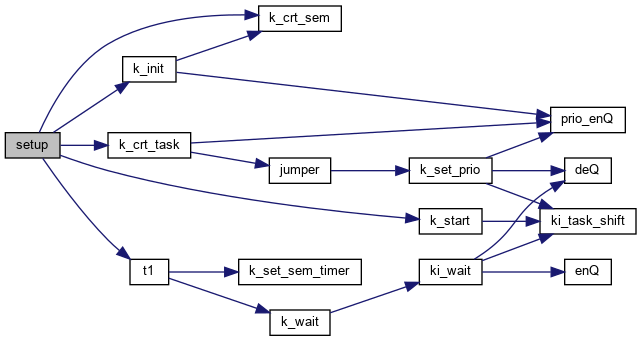 k_crt_sem
k_init
prio_enQ
setup
k_crt_task
jumper
k_set_prio
deQ
k_start
ki_task_shift
t1
k_set_sem_timer
ki_wait
enQ
k_wait